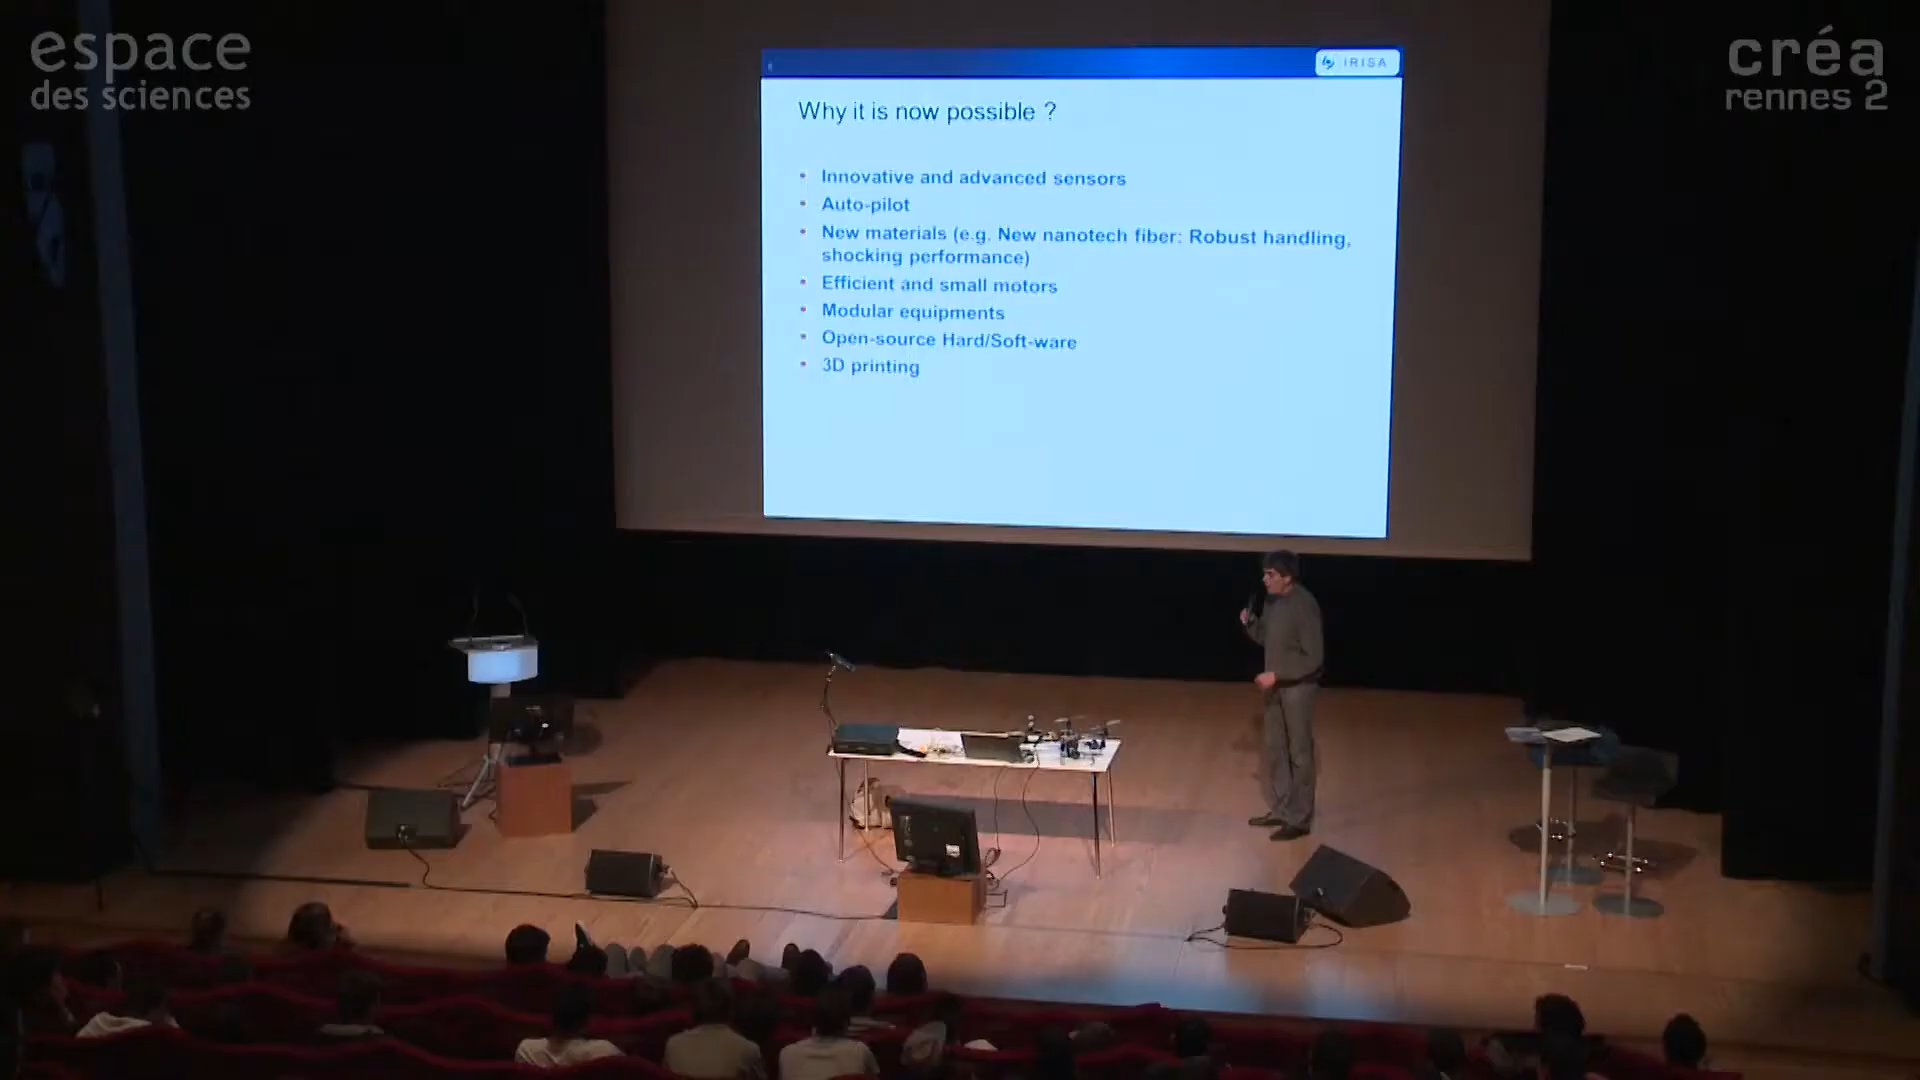 espace
des sciences
créa
rennes 2
IRISA
Why it is now possible ?
• Innovative and advanced sensors
• Auto-pilot
• New materials (e.g. New nanotech fiber: Robust handling,
shocking performance)
• Efficient and small motors
• Modular equipments
• Open-source Hard/Soft-ware
• 3D printing